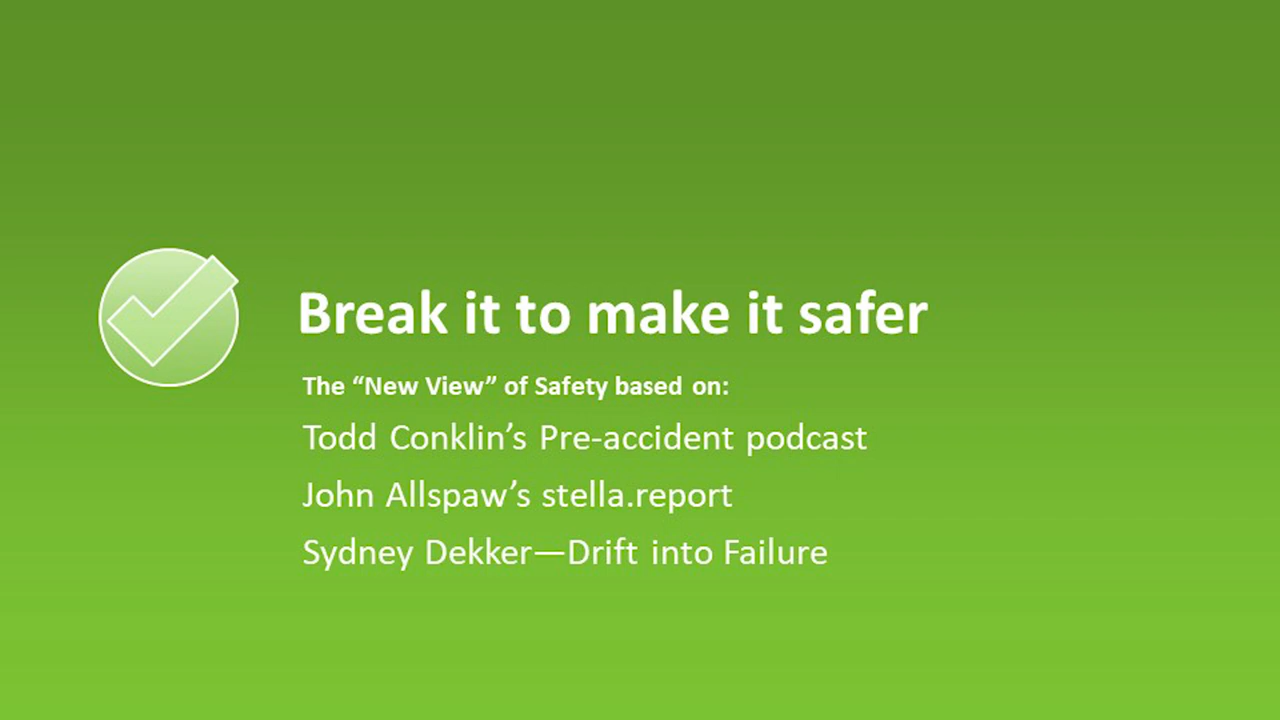 Break it to make it safer
The “New View” of Safety based on:
Todd Conklin’s Pre-accident podcast
John Allspaw’s stella.report
Sydney Dekker—Drift into Failure